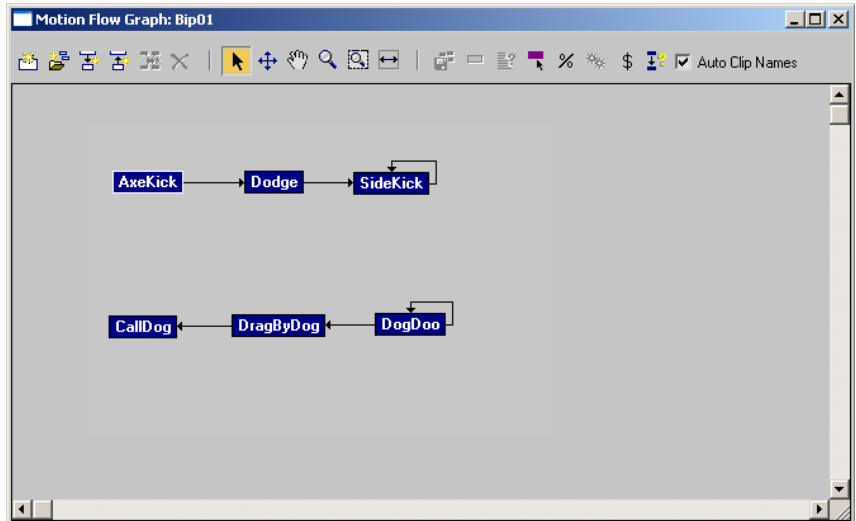 Motion Flow Graph: Bip01
% $ Auto Clip Names
AxeKick Dodge SideKick
CallDog DragByDog DogDoo